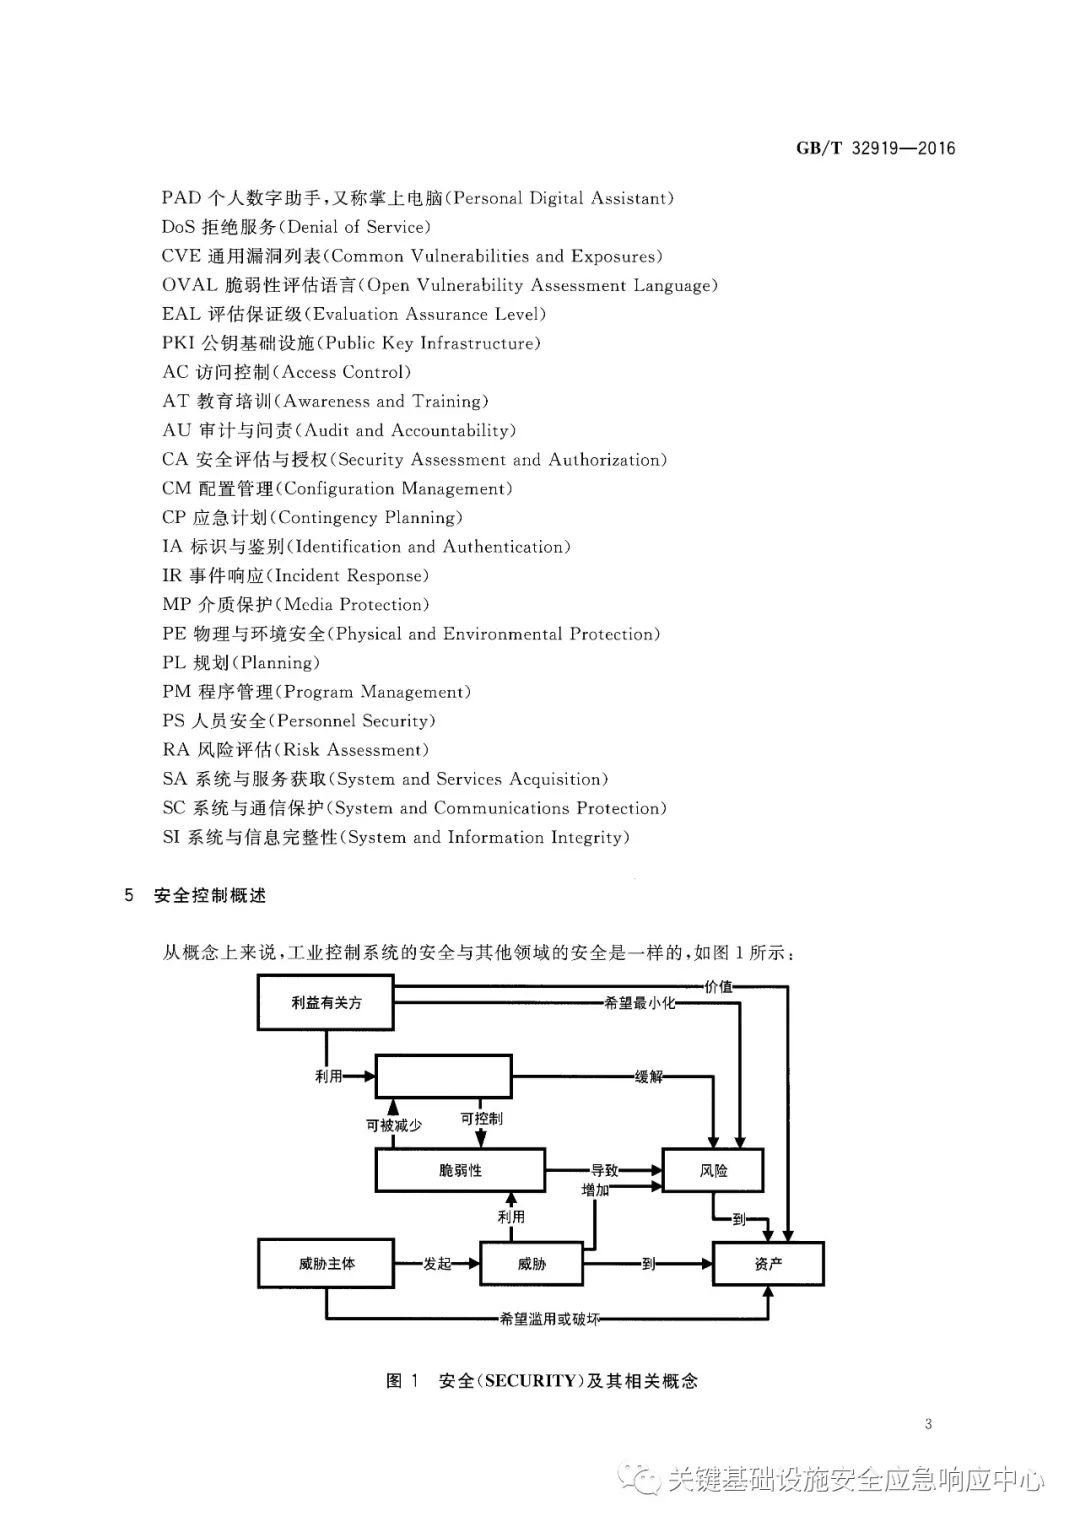 GB/T 32919—2016
PAD 个人数字助手,又称掌上电脑(Personal Digital Assistant)
DoS 拒绝服务(Denial of Service)
CVE 通用漏洞列表(Common Vulnerabilities and Exposures)
OVAL 脆弱性评估语言(Open Vulnerability Assessment Language)
EAL 评估保证级(Evaluation Assurance Level)
PKI 公钥基础设施(Public Key Infrastructure)
AC 访问控制(Access Control)
AT 教育培训(Awareness and Training)
AU 审计与问责(Audit and Accountability)
CA 安全评估与授权(Security Assessment and Authorization)
CM 配置管理(Configuration Management)
CP 应急计划(Contingency Planning)
IA 标识与鉴别(Identification and Authentication)
IR 事件响应(Incident Response)
MP 介质保护(Media Protection)
PE 物理与环境安全(Physical and Environmental Protection)
PL 规划(Planning)
PM 程序管理(Program Management)
PS 人员安全(Personnel Security)
RA 风险评估(Risk Assessment)
SA 系统与服务获取(System and Services Acquisition)
SC 系统与通信保护(System and Communications Protection)
SI 系统与信息完整性(System and Information Integrity)
5 安全控制概述
从概念上来说,工业控制系统的安全与其他领域的安全是一样的,如图1所示:
价值
利益有关方
希望最小化
利用
缓解
可被减少
可控制
脆弱性
导致
风险
增加
利用
到
威胁主体
发起
威胁
到
资产
希望滥用或破坏
图 1 安全(SECURITY)及其相关概念
3
关键基础设施安全应急响应中心